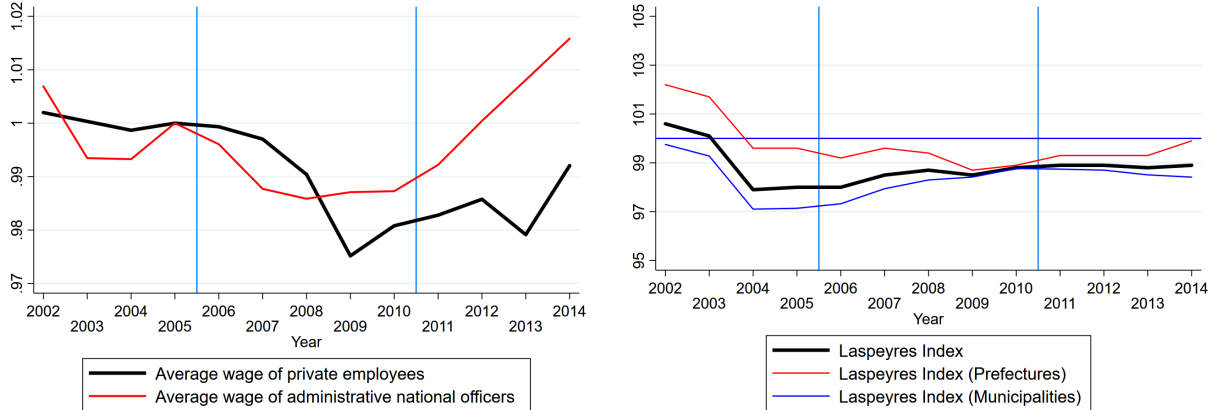 1.02
1.01
1
.99
.98
.97
2002 2003 2004 2005 2006 2007 2008 2009 2010 2011 2012 2013 2014
Year
Average wage of private employees
Average wage of administrative national officers
105
103
101
99
97
95
2002 2003 2004 2005 2006 2007 2008 2009 2010 2011 2012 2013 2014
Year
Laspeyres Index
Laspeyres Index (Prefectures)
Laspeyres Index (Municipalities)